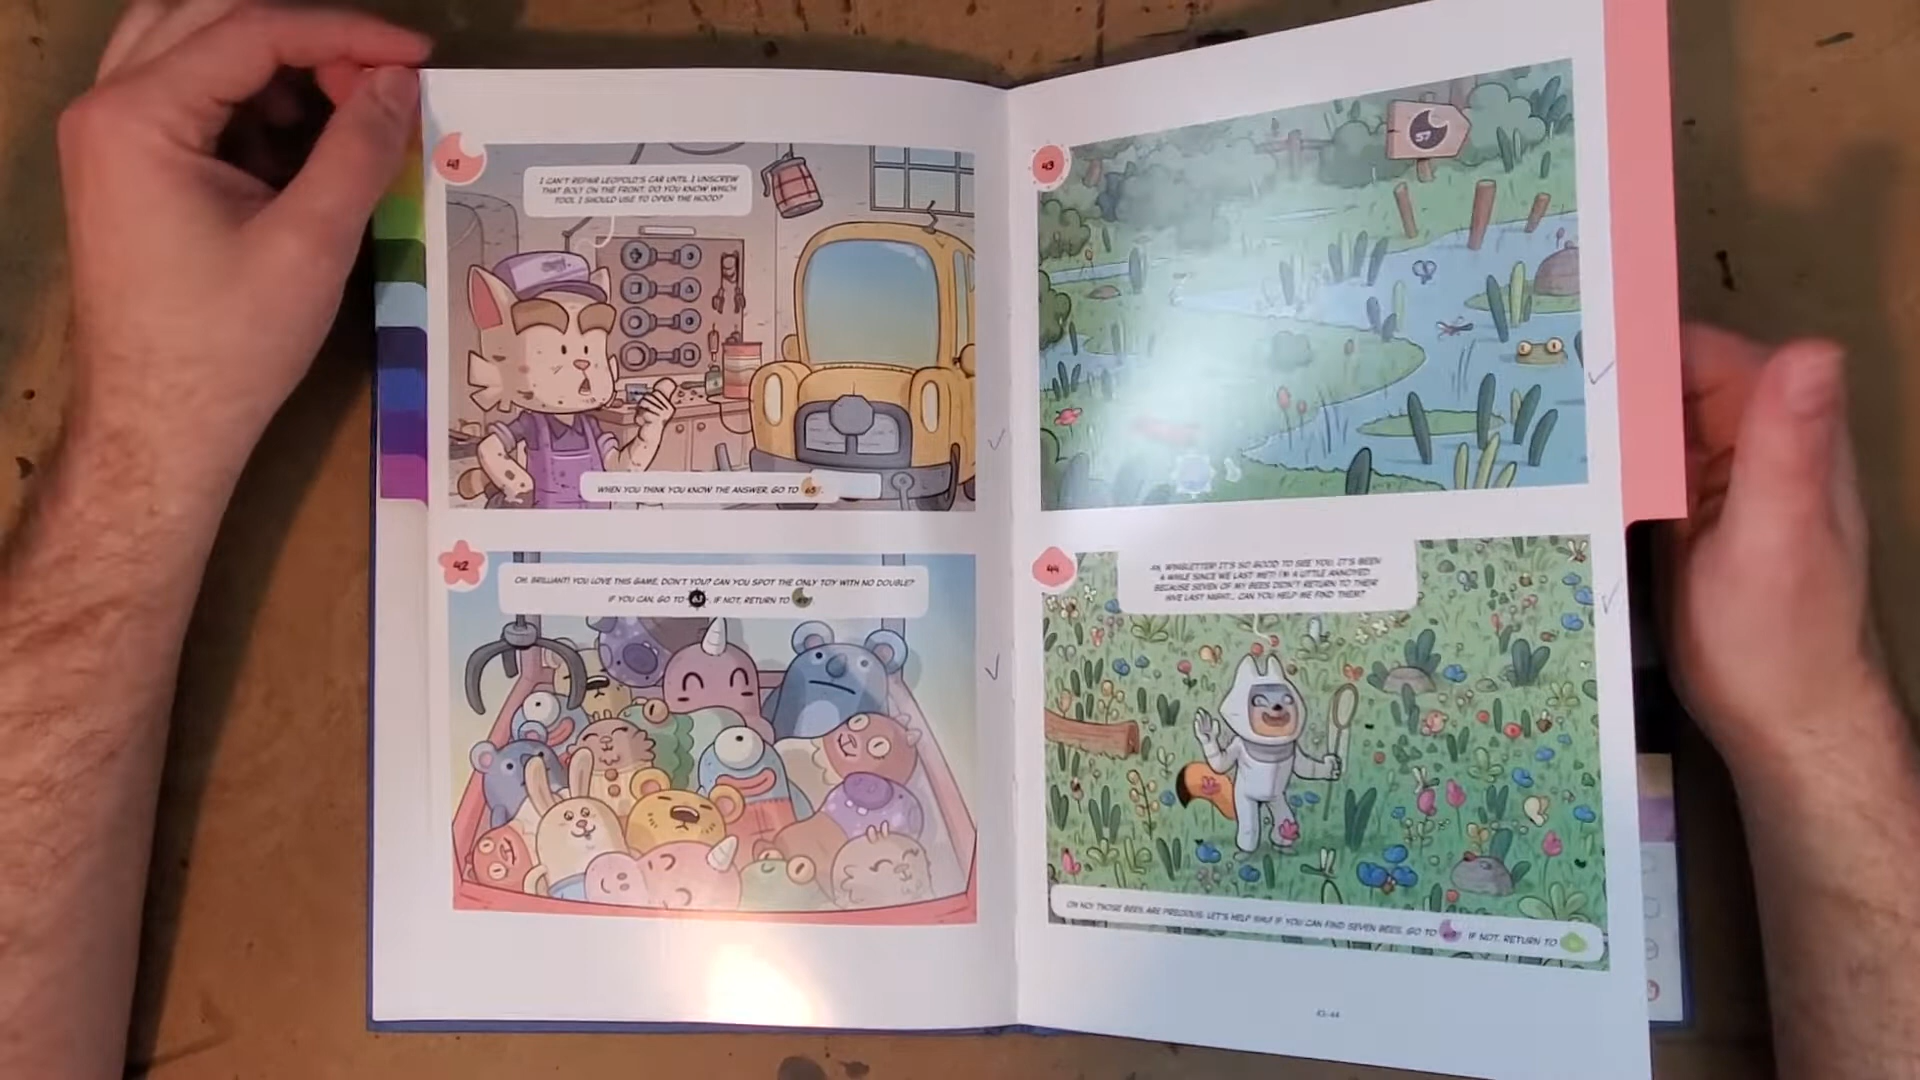 41
I CAN'T REPAIR LEOPOLD'S CAR UNTIL I UNSCREW
THAT BOLT ON THE FRONT. DO YOU KNOW WHICH
TOOL I SHOULD USE TO OPEN THE HOOD?
WHEN YOU THINK YOU KNOW THE ANSWER, GO TO 65.
42
OH, BRILLIANT! YOU LOVE THIS GAME, DON'T YOU? CAN YOU SPOT THE ONLY TOY WITH NO DOUBLE?
IF YOU CAN, GO TO 63. IF NOT, RETURN TO
43
57
44
AH, WINGLETTER! IT'S SO GOOD TO SEE YOU. IT'S BEEN
A WHILE SINCE WE LAST MET! I'M A LITTLE ANNOYED
BECAUSE SEVEN OF MY BEES DIDN'T RETURN TO THEIR
HIVE LAST NIGHT... CAN YOU HELP ME FIND THEM?
OH NO! THOSE BEES ARE PRECIOUS. LET'S HELP IF YOU CAN FIND SEVEN BEES, GO TO IF NOT, RETURN TO
43-44